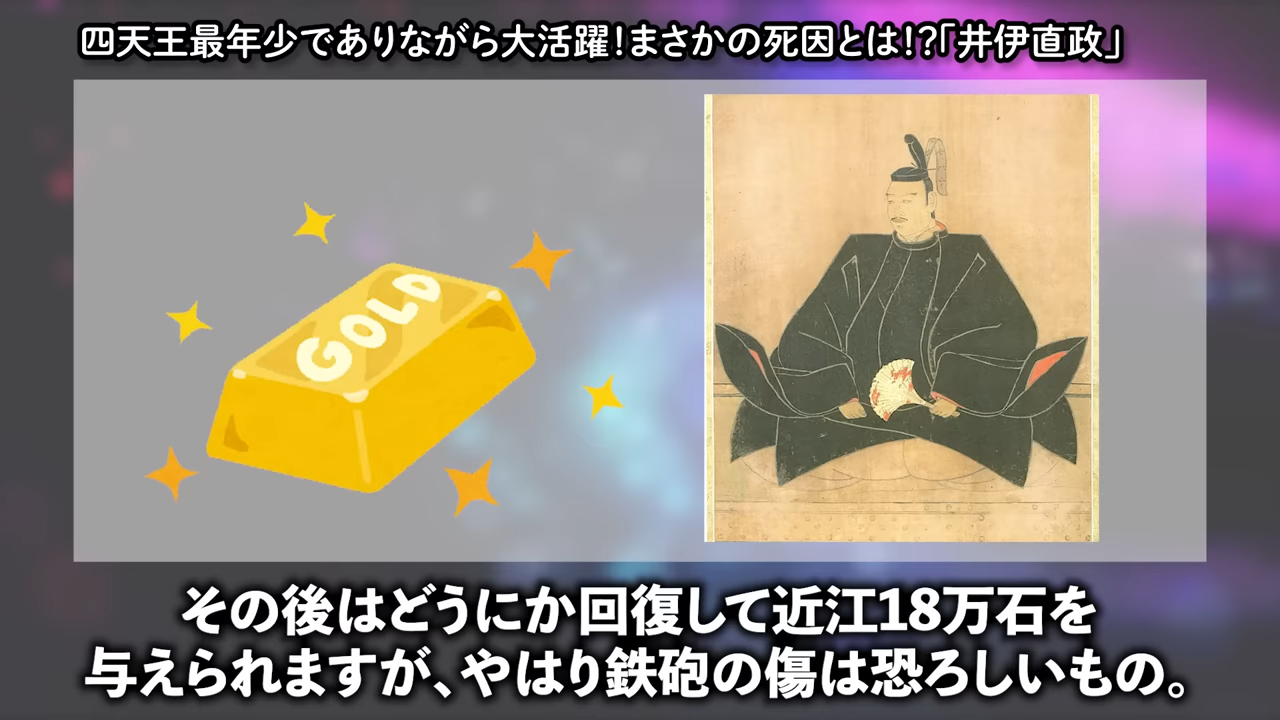 四天王最年少でありながら大活躍!まさかの死因とは!?「井伊直政」
GOLD
その後はどうにか回復して近江18万石を
与えられますが、やはり鉄砲の傷は恐ろしいもの。